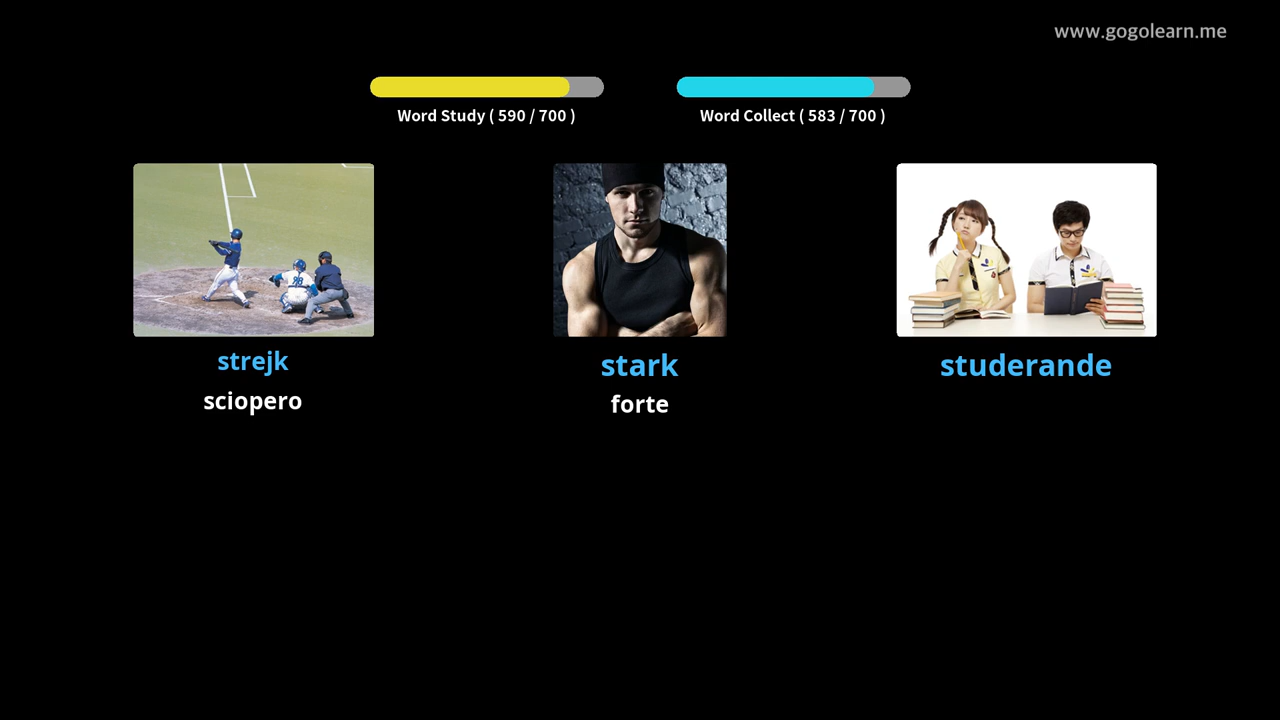 www.gogolearn.me
Word Study ( 590 / 700 )
Word Collect ( 583 / 700 )
strejk
sciopero
stark
forte
studerande